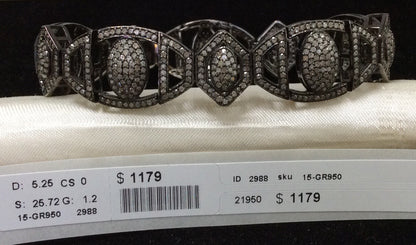 D: 5.25 CS 0
S: 25.72 G: 1.2
15-GR950 2988
$ 1179
ID 2988 sku 15-GR950
21950 $ 1179